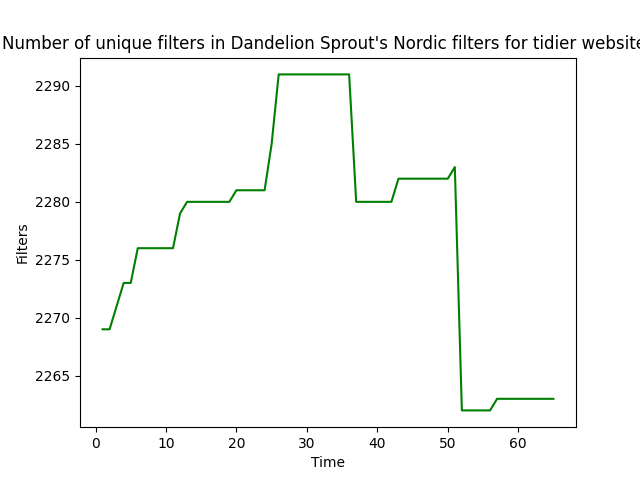 Number of unique filters in Dandelion Sprout's Nordic filters for tidier website
2290
2285
2280
2275
2270
2265
Filters
0 10 20 30 40 50 60
Time